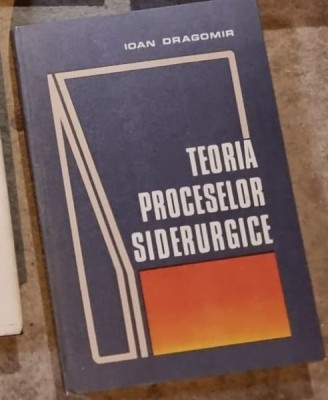 IOAN DRAGOMIR
TEORIA
PROCESELOR
SIDERURGICE